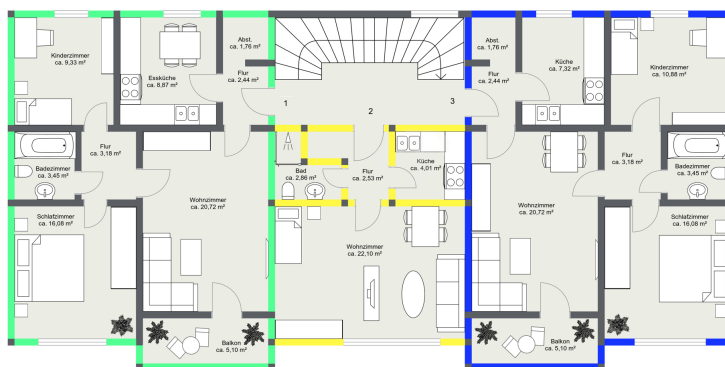 Kinderzimmer
ca. 9,33 m²
Essküche
ca. 8,87 m²
Abst.
ca. 1,76 m²
Flur
ca. 2,44 m²
1
2
3
Abst.
ca. 1,76 m²
Flur
ca. 2,44 m²
Küche
ca. 7,32 m²
Kinderzimmer
ca. 10,88 m²
Flur
ca. 3,18 m²
Badezimmer
ca. 3,45 m²
Bad
ca. 2,86 m²
Flur
ca. 2,53 m²
Küche
ca. 4,01 m²
Flur
ca. 3,18 m²
Badezimmer
ca. 3,45 m²
Schlafzimmer
ca. 16,08 m²
Wohnzimmer
ca. 20,72 m²
Wohnzimmer
ca. 22,10 m²
Wohnzimmer
ca. 20,72 m²
Schlafzimmer
ca. 16,08 m²
Balkon
ca. 5,10 m²
Balkon
ca. 5,10 m²